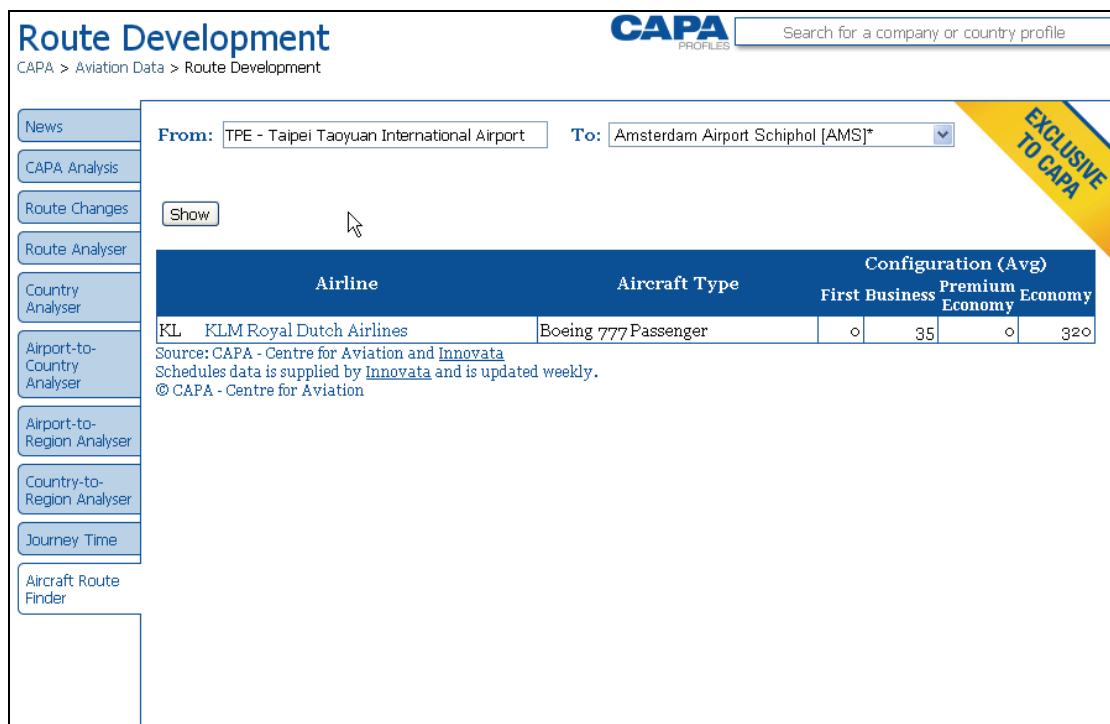 Route Development
CAPA
PROFILES
Search for a company or country profile
CAPA > Aviation Data > Route Development
News
CAPA Analysis
Route Changes
Route Analyser
Country
Analyser
Airport-to-
Country
Analyser
Airport-to-
Region Analyser
Country-to-
Region Analyser
Journey Time
Aircraft Route
Finder
From: TPE - Taipei Taoyuan International Airport To: Amsterdam Airport Schiphol [AMS]*
EXCLUSIVE
TO CAPA
Show
Airline Aircraft Type Configuration (Avg)
First Business Premium Economy Economy
KL KLM Royal Dutch Airlines Boeing 777 Passenger 0 35 0 320
Source: CAPA - Centre for Aviation and Innovata
Schedules data is supplied by Innovata and is updated weekly.
© CAPA - Centre for Aviation